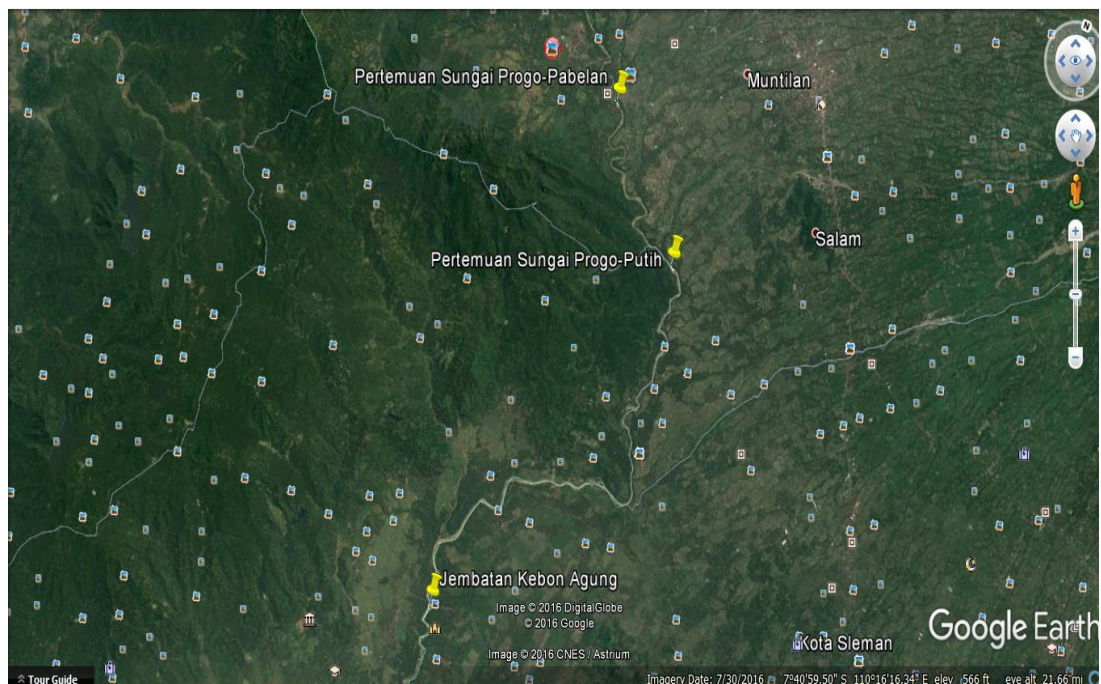 N
Pertemuan Sungai Progo-Pabelan
Muntilan
Salam
Pertemuan Sungai Progo-Putih
Jembatan Kebon Agung
Image © 2016 DigitalGlobe
© 2016 Google
Image © 2016 CNES / Astrium
Google Earth
Kota Sleman
Tour Guide
Imagery Date: 7/30/2016 7°40'59.50" S 110°16'16.34" E elev 566 ft eye alt 21.66 mi